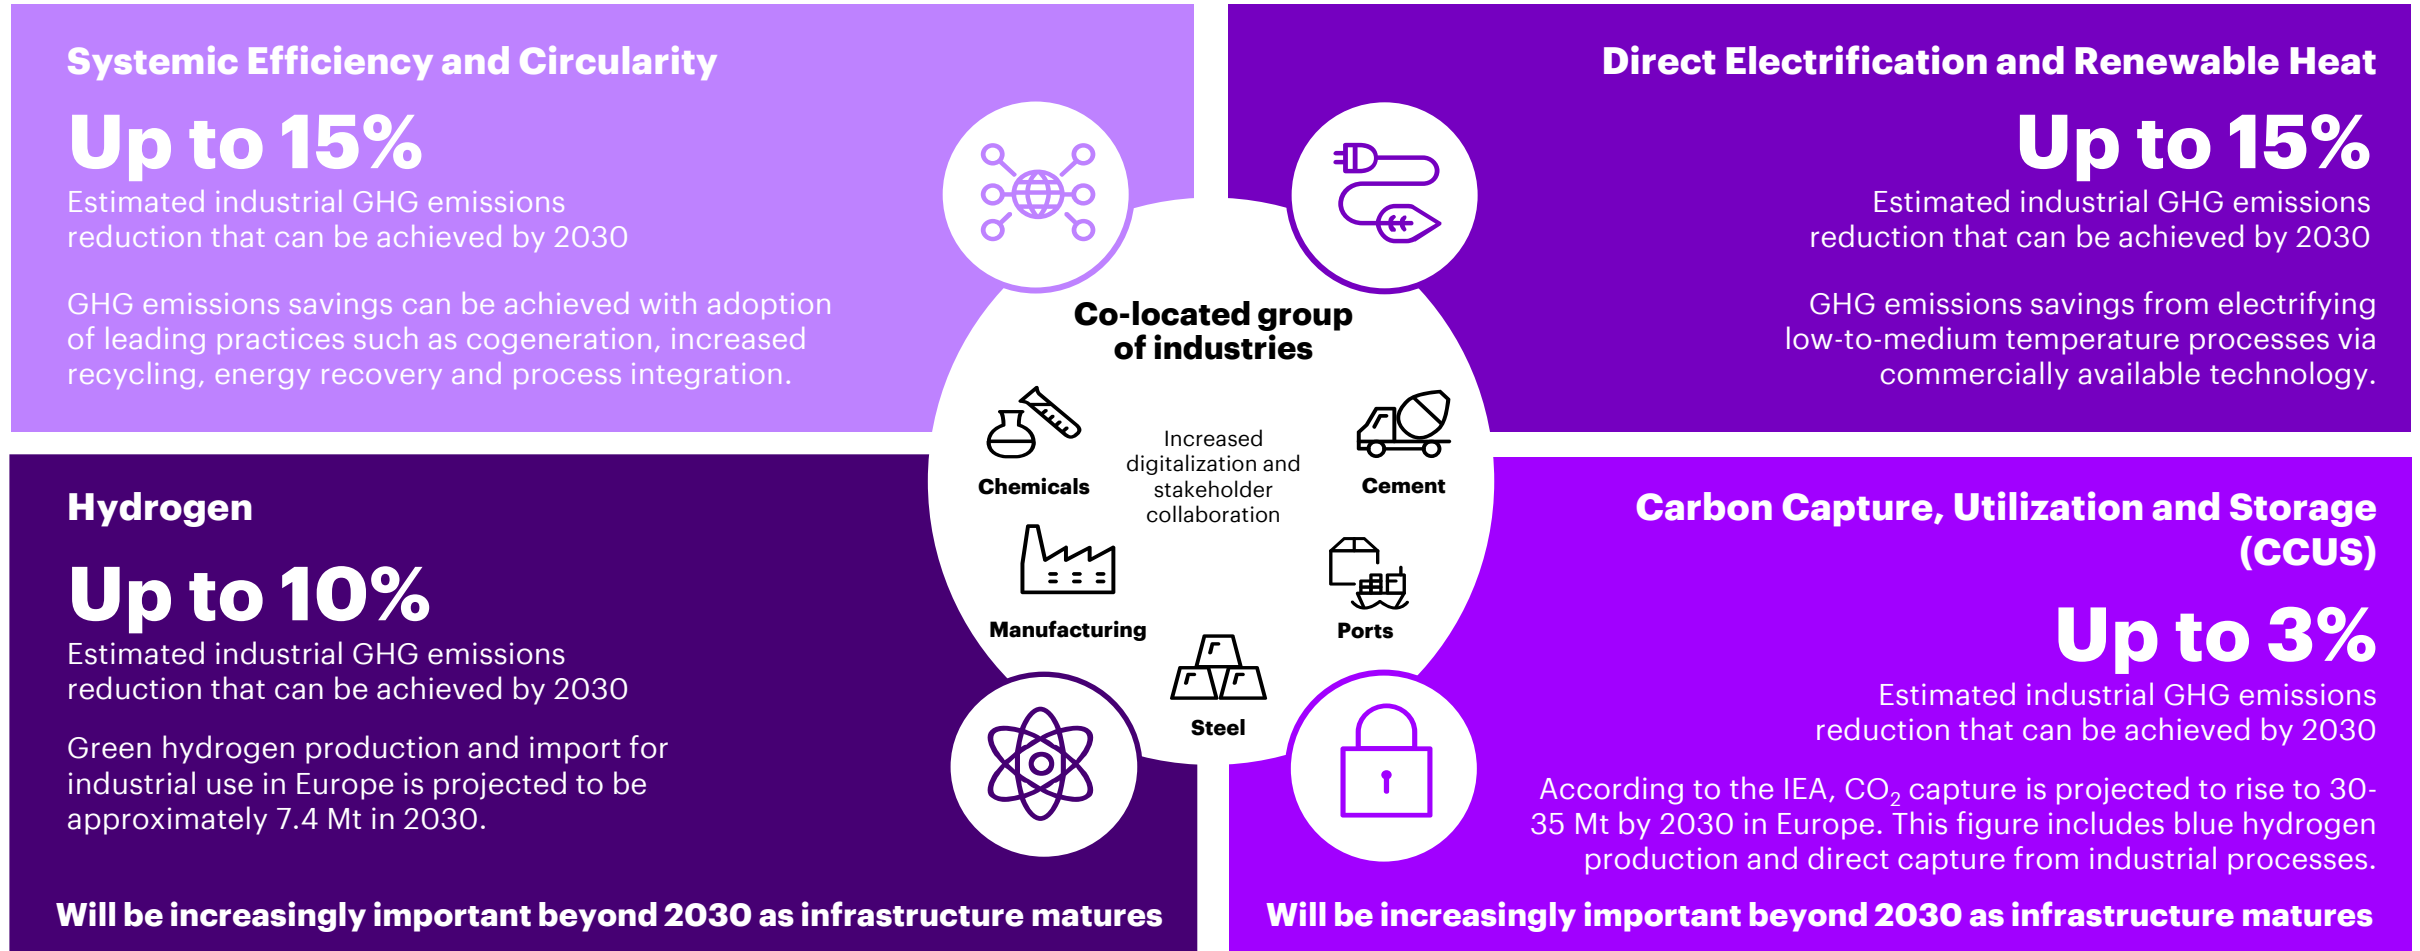 Systemic Efficiency and Circularity
Up to 15%
Estimated industrial GHG emissions
reduction that can be achieved by 2030
GHG emissions savings can be achieved with adoption
of leading practices such as cogeneration, increased
recycling, energy recovery and process integration.
Direct Electrification and Renewable Heat
Up to 15%
Estimated industrial GHG emissions
reduction that can be achieved by 2030
GHG emissions savings from electrifying
low-to-medium temperature processes via
commercially available technology.
Co-located group
of industries
Increased
digitalization and
stakeholder
collaboration
Chemicals
Cement
Manufacturing
Ports
Steel
Hydrogen
Up to 10%
Estimated industrial GHG emissions
reduction that can be achieved by 2030
Green hydrogen production and import for
industrial use in Europe is projected to be
approximately 7.4 Mt in 2030.
Will be increasingly important beyond 2030 as infrastructure matures
Carbon Capture, Utilization and Storage
(CCUS)
Up to 3%
Estimated industrial GHG emissions
reduction that can be achieved by 2030
According to the IEA, CO₂ capture is projected to rise to 30-
35 Mt by 2030 in Europe. This figure includes blue hydrogen
production and direct capture from industrial processes.
Will be increasingly important beyond 2030 as infrastructure matures